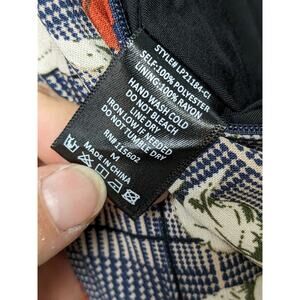 STYLE# LP21184-CI
SELF:100% POLYESTER
LINING:100% RAYON
HAND WASH COLD
DO NOT BLEACH
LINE DRY
IRON LOW IF NEEDED
DO NOT TUMBLE DRY
RN# 115602
M
MADE IN CHINA